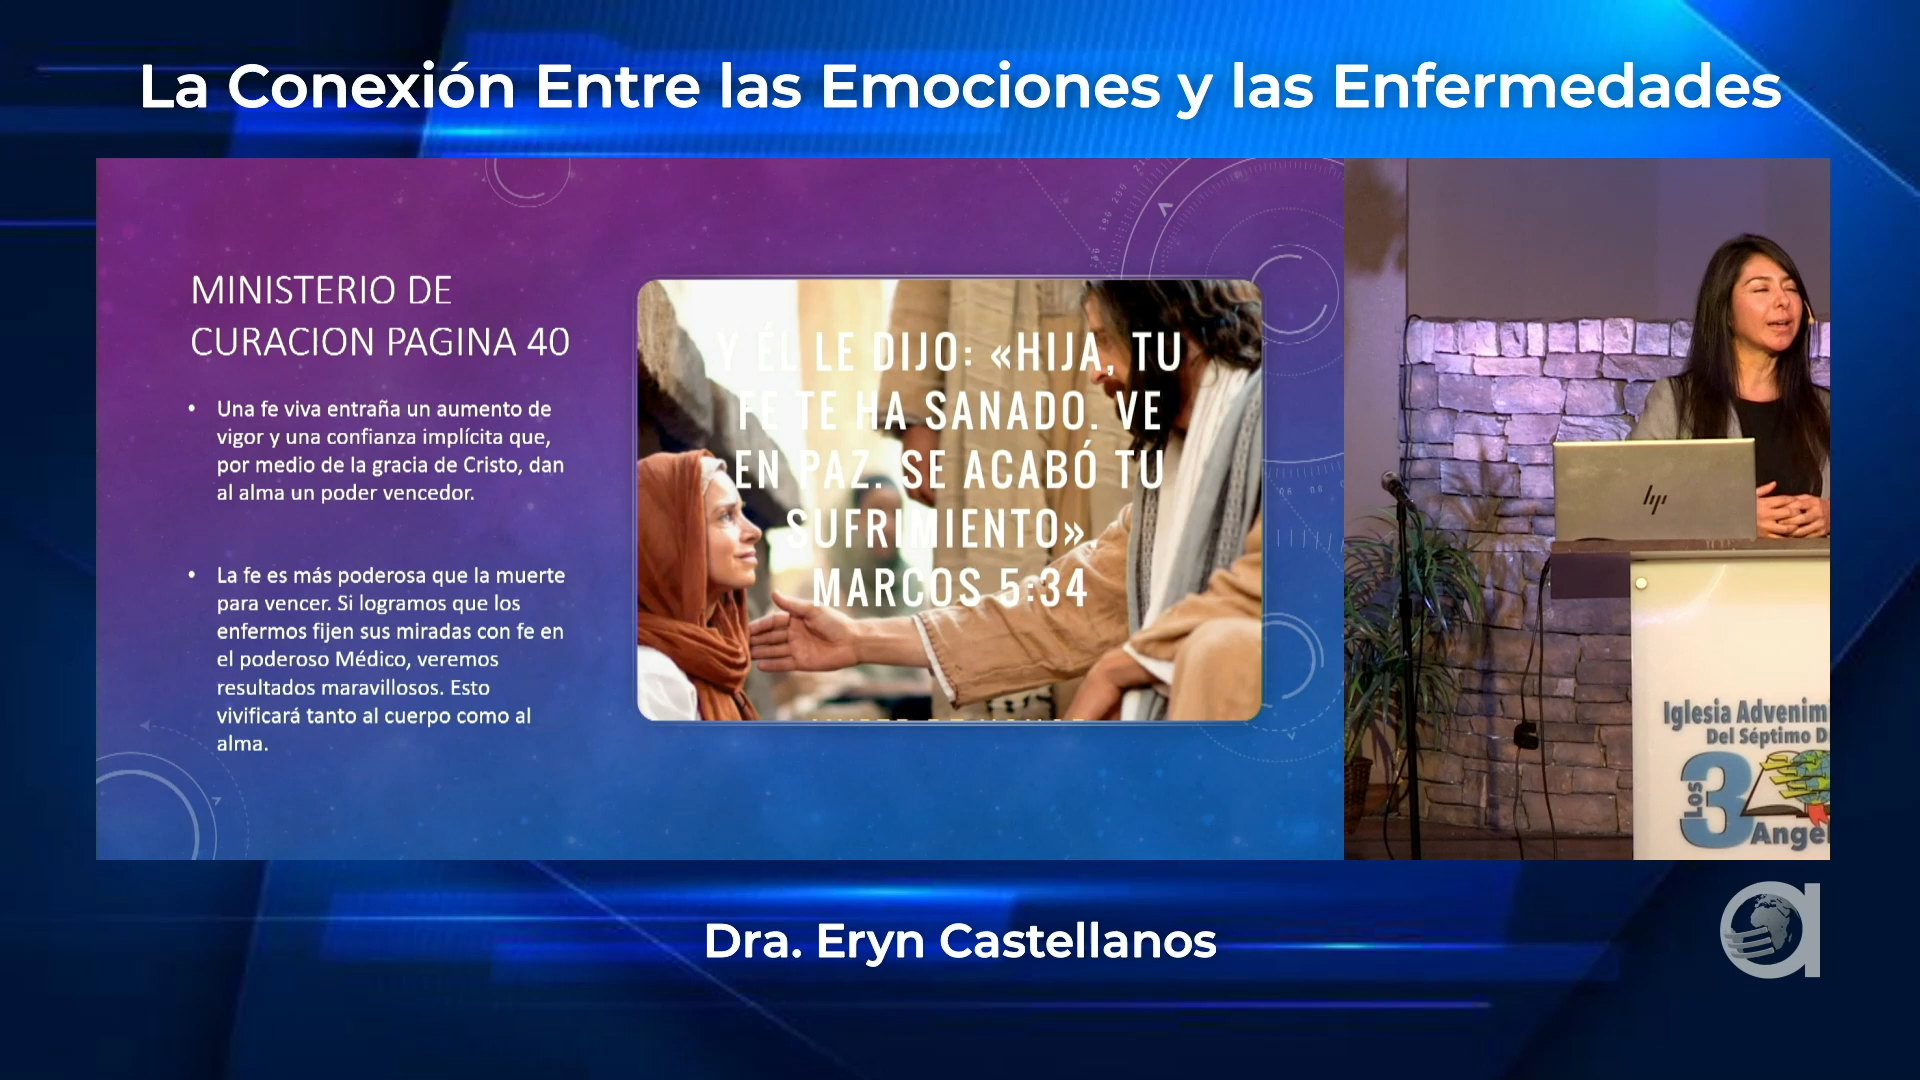 La Conexión Entre las Emociones y las Enfermedades
MINISTERIO DE
CURACION PAGINA 40
• Una fe viva entraña un aumento de
vigor y una confianza implícita que,
por medio de la gracia de Cristo, dan
al alma un poder vencedor.
• La fe es más poderosa que la muerte
para vencer. Si logramos que los
enfermos fijen sus miradas con fe en
el poderoso Médico, veremos
resultados maravillosos. Esto
vivificará tanto al cuerpo como al
alma.
Y ÉL LE DIJO: «HIJA, TU
FE TE HA SANADO. VE
EN PAZ. SE ACABÓ TU
SUFRIMIENTO».
MARCOS 5:34
hp
Iglesia Advenim
Del Séptimo D
Los 3
Angel
Dra. Eryn Castellanos